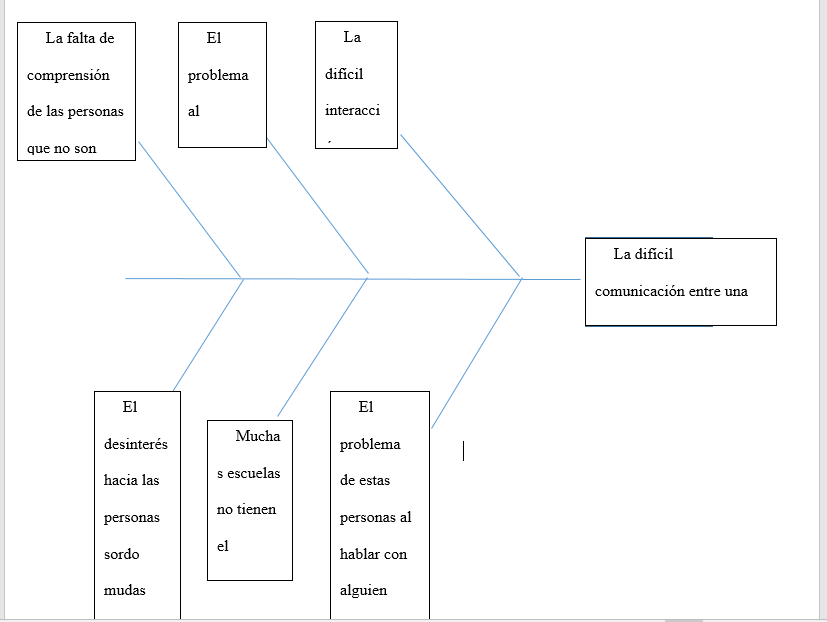 La falta de
comprensión
de las personas
que no son
El
problema
al
La
difícil
interacci
La difícil
comunicación entre una
El
desinterés
hacia las
personas
sordo
mudas
Mucha
s escuelas
no tienen
el
El
problema
de estas
personas al
hablar con
alguien